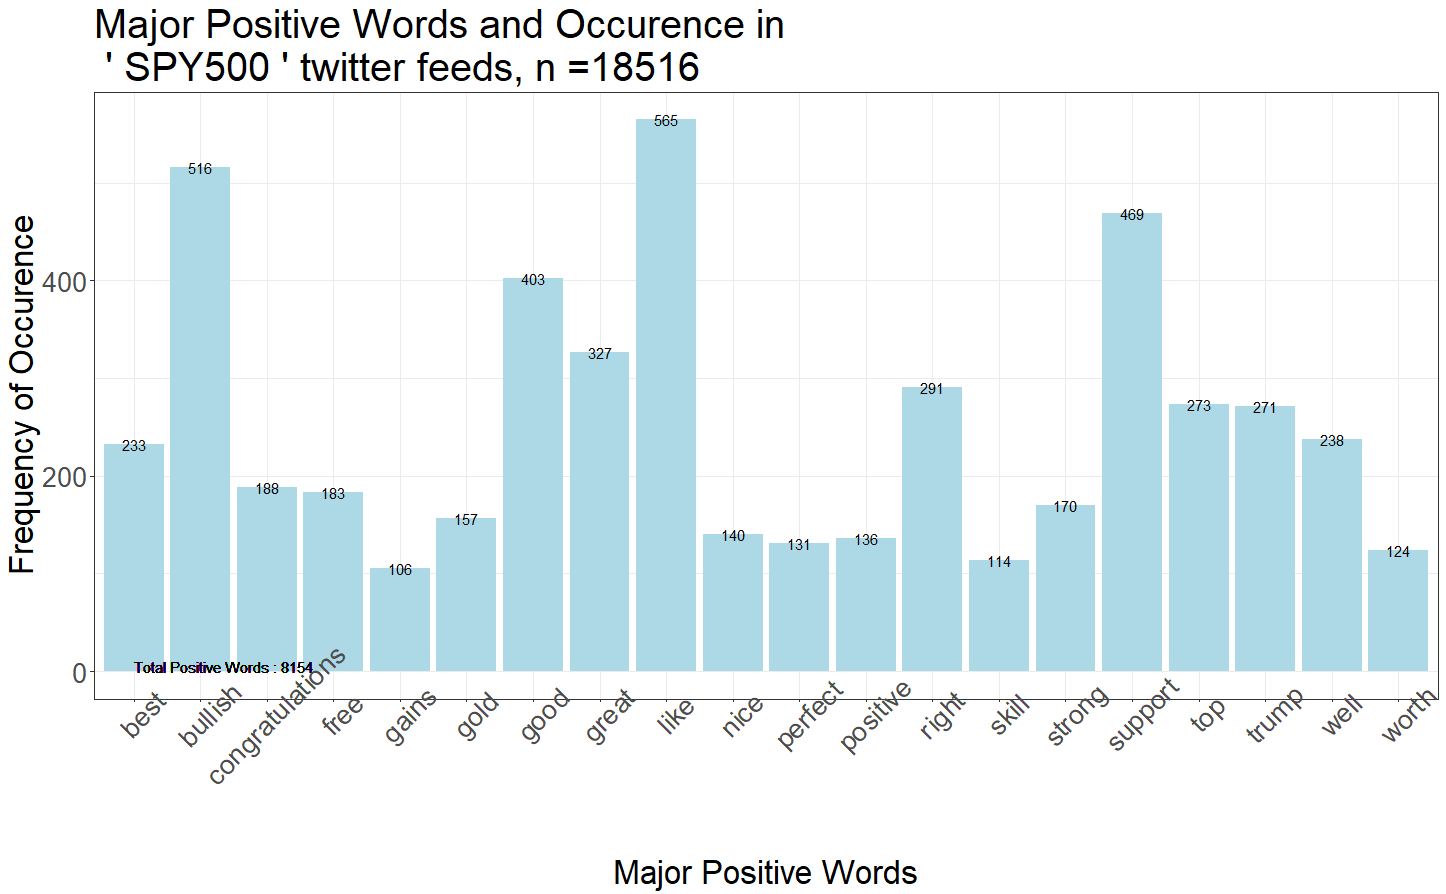 Major Positive Words and Occurence in
' SPY500 ' twitter feeds, n =18516
Frequency of Occurence
400
200
0
233
516
188
183
106
157
403
327
565
140
131
136
291
114
170
469
273
271
238
124
Total Positive Words : 8154
best
bullish
congratulations
free
gains
gold
good
great
like
nice
perfect
positive
right
skill
strong
support
top
trump
well
worth
Major Positive Words